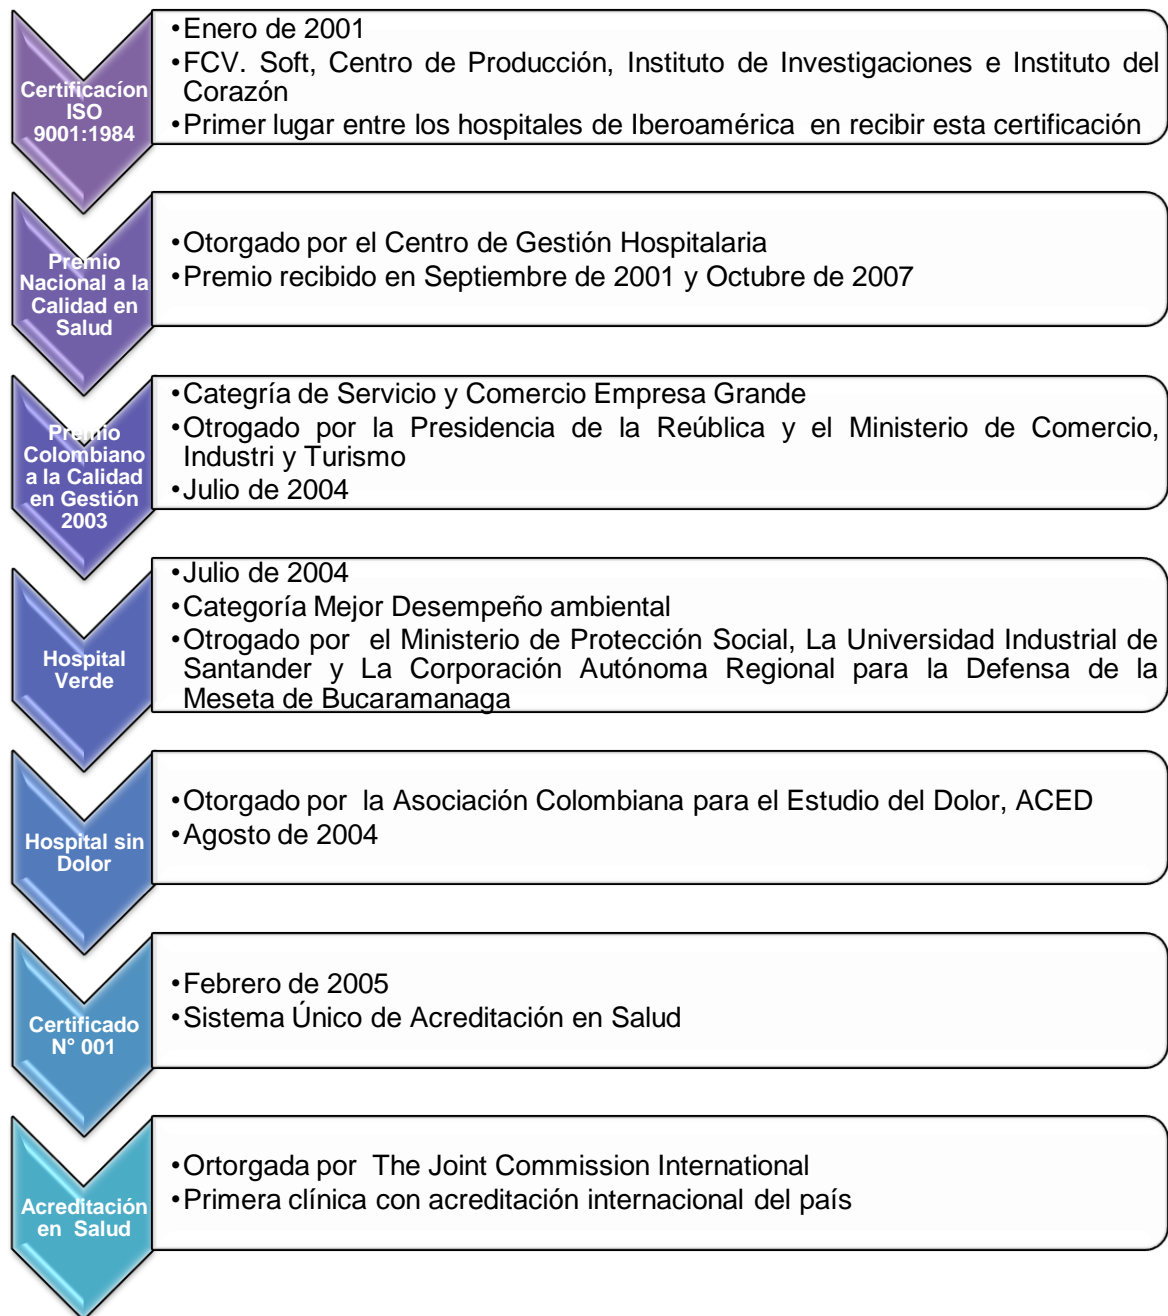 Certificacíon
ISO
9001:1984
•Enero de 2001
•FCV. Soft, Centro de Producción, Instituto de Investigaciones e Instituto del
Corazón
•Primer lugar entre los hospitales de Iberoamérica en recibir esta certificación
Premio
Nacional a la
Calidad en
Salud
•Otorgado por el Centro de Gestión Hospitalaria
•Premio recibido en Septiembre de 2001 y Octubre de 2007
Premio
Colombiano
a la Calidad
en Gestión
2003
•Categría de Servicio y Comercio Empresa Grande
•Otrogado por la Presidencia de la Reública y el Ministerio de Comercio,
Industri y Turismo
•Julio de 2004
Hospital
Verde
•Julio de 2004
•Categoría Mejor Desempeño ambiental
•Otrogado por el Ministerio de Protección Social, La Universidad Industrial de
Santander y La Corporación Autónoma Regional para la Defensa de la
Meseta de Bucaramanaga
Hospital sin
Dolor
•Otorgado por la Asociación Colombiana para el Estudio del Dolor, ACED
•Agosto de 2004
Certificado
N° 001
•Febrero de 2005
•Sistema Único de Acreditación en Salud
Acreditación
en Salud
•Ortorgada por The Joint Commission International
•Primera clínica con acreditación internacional del país